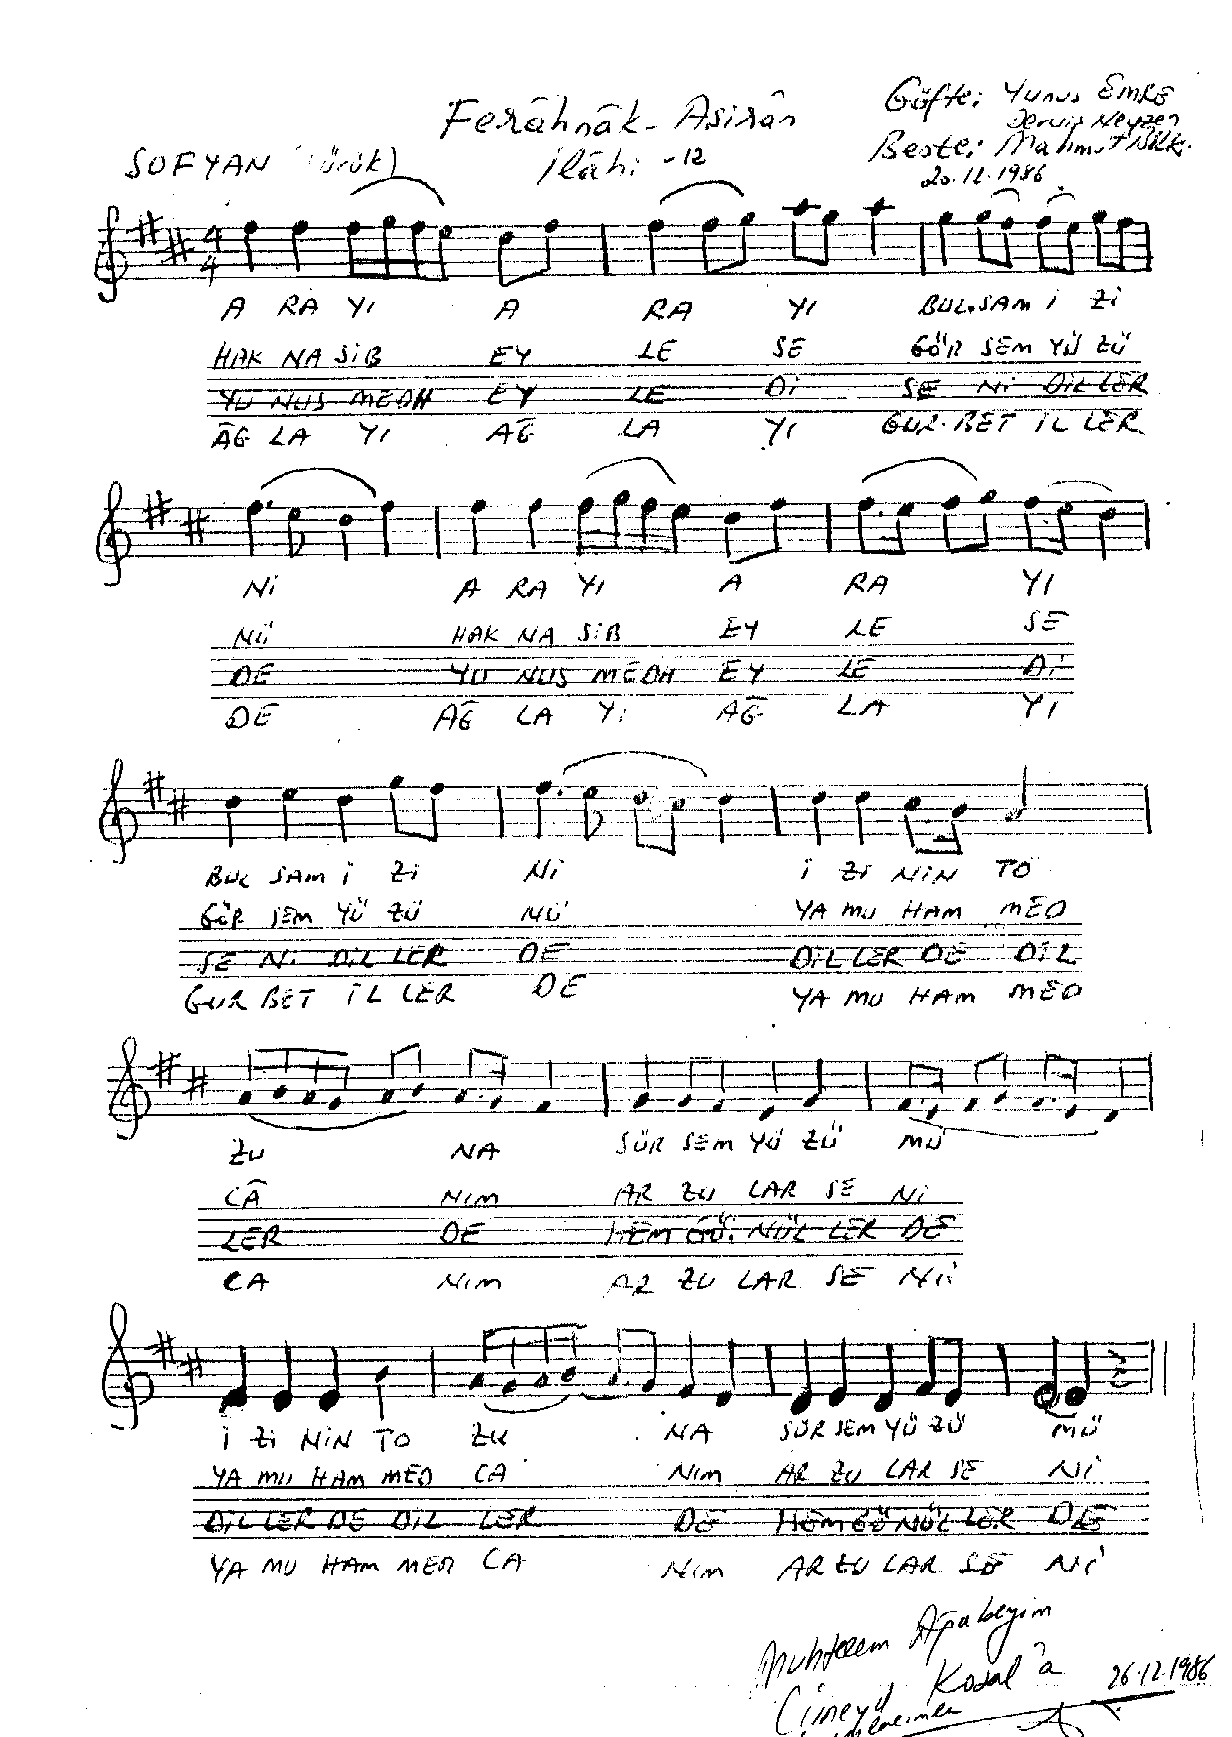 Ferâhnâk-Aşirân
Güfte: Yunus EMRE
Derviş Neyzen
Beste: Mahmut
SOFYAN (Yürük)
ilâhi -12
20.12.1986
4
4
A RA YI A RA YI BUL.SAM İ Zİ
HAK NA SİB EY LE SE GÖR SEM YÜ ZÜ
YU NUS MEDH EY LE Dİ SE Nİ DİL LER
AĞ LA YI AĞ LA YI GUR.BET İL LER
Nİ A RA YI A RA YI
NÜ HAK NA SİB EY LE SE
DE YU NUS MEDH EY LE Dİ
DE AĞ LA YI AĞ LA YI
BUL SAM İ Zİ Nİ İ Zİ NİN TO
GÖR SEM YÜ ZÜ NÜ YA MU HAM MED
SE Nİ DİL LER DE DİL LER DE DİL
GUR BET İL LER DE YA MU HAM MED
ZU NA SÜR SEM YÜ ZÜ MÜ
CÂ NIM AR ZU LAR SE Nİ
LER DE HEM GÖ. NÜL LER DE
CA NIM AR ZU LAR SE Nİ
İ Zİ NİN TO ZU NA SÜR SEM YÜ ZÜ MÜ
YA MU HAM MED CA NIM AR ZU LAR SE Nİ
DİL LER DE DİL LER DE HEM GÖ NÜL LER DE
YA MU HAM MED CA NIM AR ZU LAR SE Nİ
Muhterem Ağabeyim
Cüneyd Kosal'a 26.12.1986